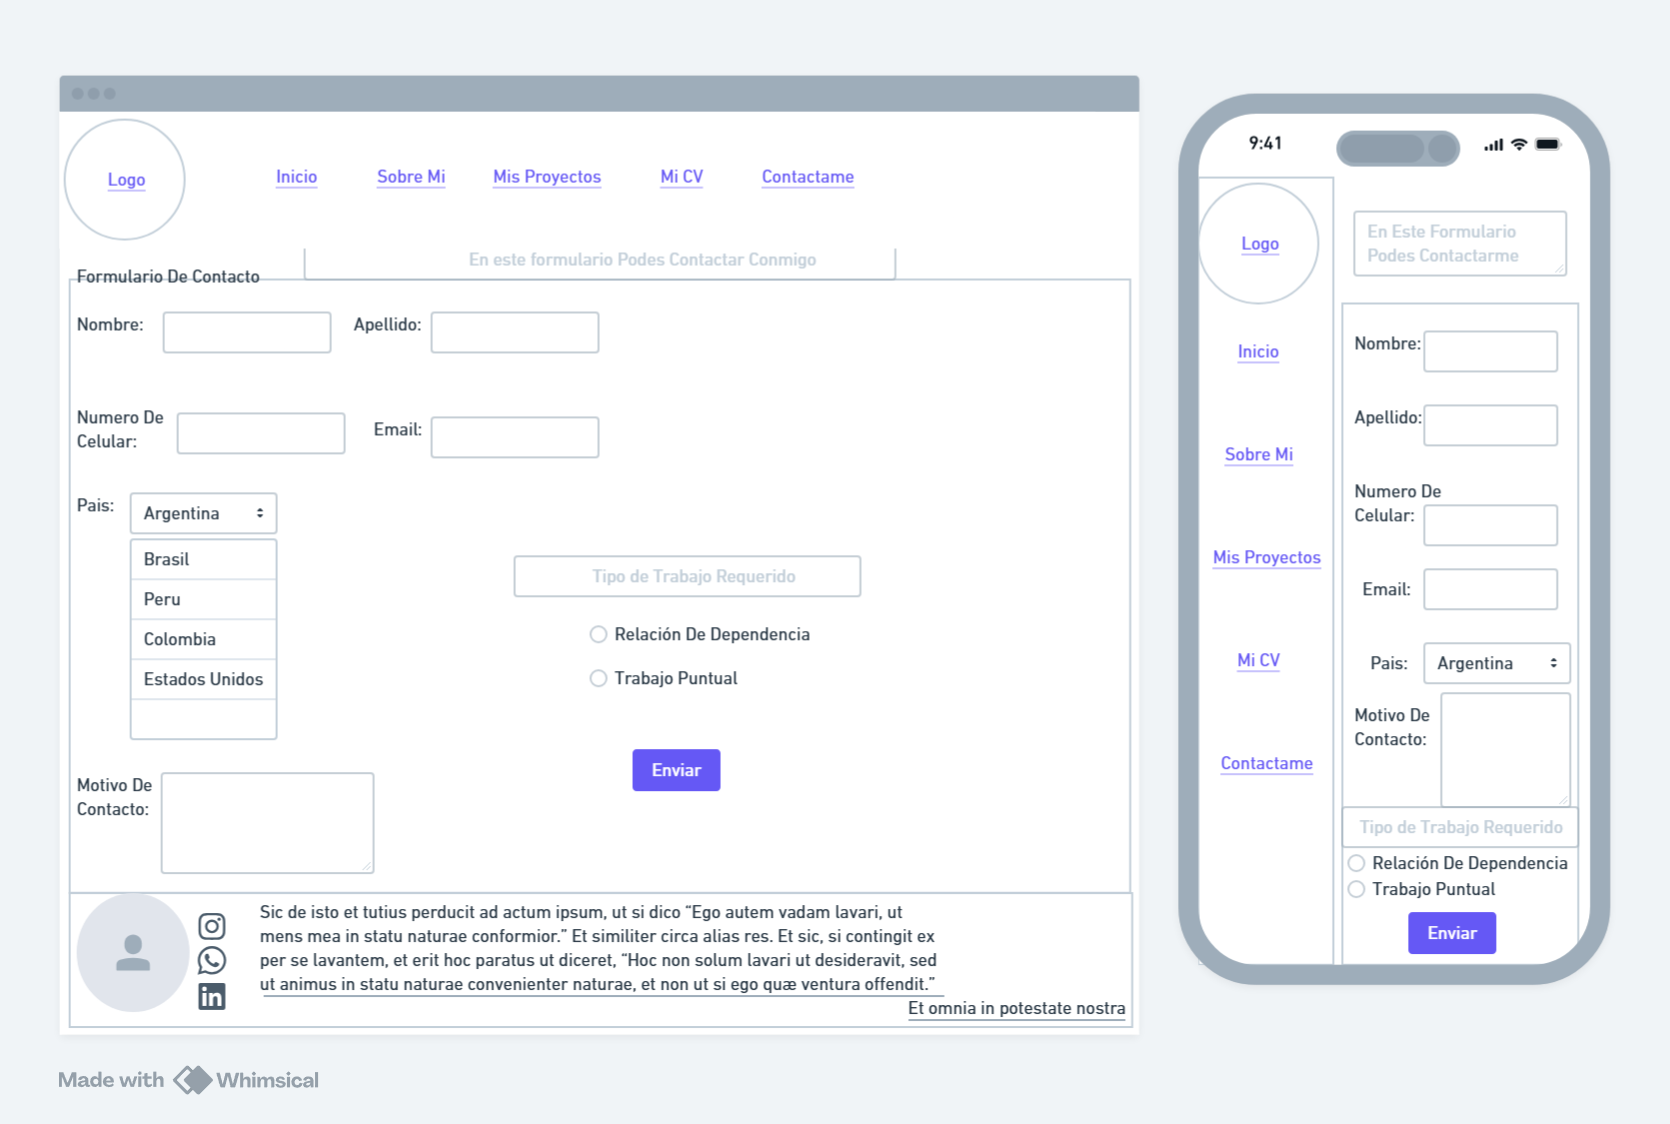 Logo
Inicio
Sobre Mi
Mis Proyectos
Mi CV
Contactame
En este formulario Podes Contactar Conmigo
Formulario De Contacto
Nombre:
Apellido:
Numero De
Celular:
Email:
Pais:
Argentina
Brasil
Peru
Colombia
Estados Unidos
Tipo de Trabajo Requerido
Relación De Dependencia
Trabajo Puntual
Enviar
Motivo De
Contacto:
Sic de isto et tutius perducit ad actum ipsum, ut si dico “Ego autem vadam lavari, ut
mens mea in statu naturae conformior.” Et similiter circa alias res. Et sic, si contingit ex
per se lavantem, et erit hoc paratus ut diceret, “Hoc non solum lavari ut desideravit, sed
ut animus in statu naturae convenienter naturae, et non ut si ego quæ ventura offendit.”
Et omnia in potestate nostra
9:41
Logo
Inicio
Sobre Mi
Mis Proyectos
Mi CV
Contactame
En Este Formulario
Podes Contactarme
Nombre:
Apellido:
Numero De
Celular:
Email:
Pais:
Argentina
Motivo De
Contacto:
Tipo de Trabajo Requerido
Relación De Dependencia
Trabajo Puntual
Enviar
Made with Whimsical